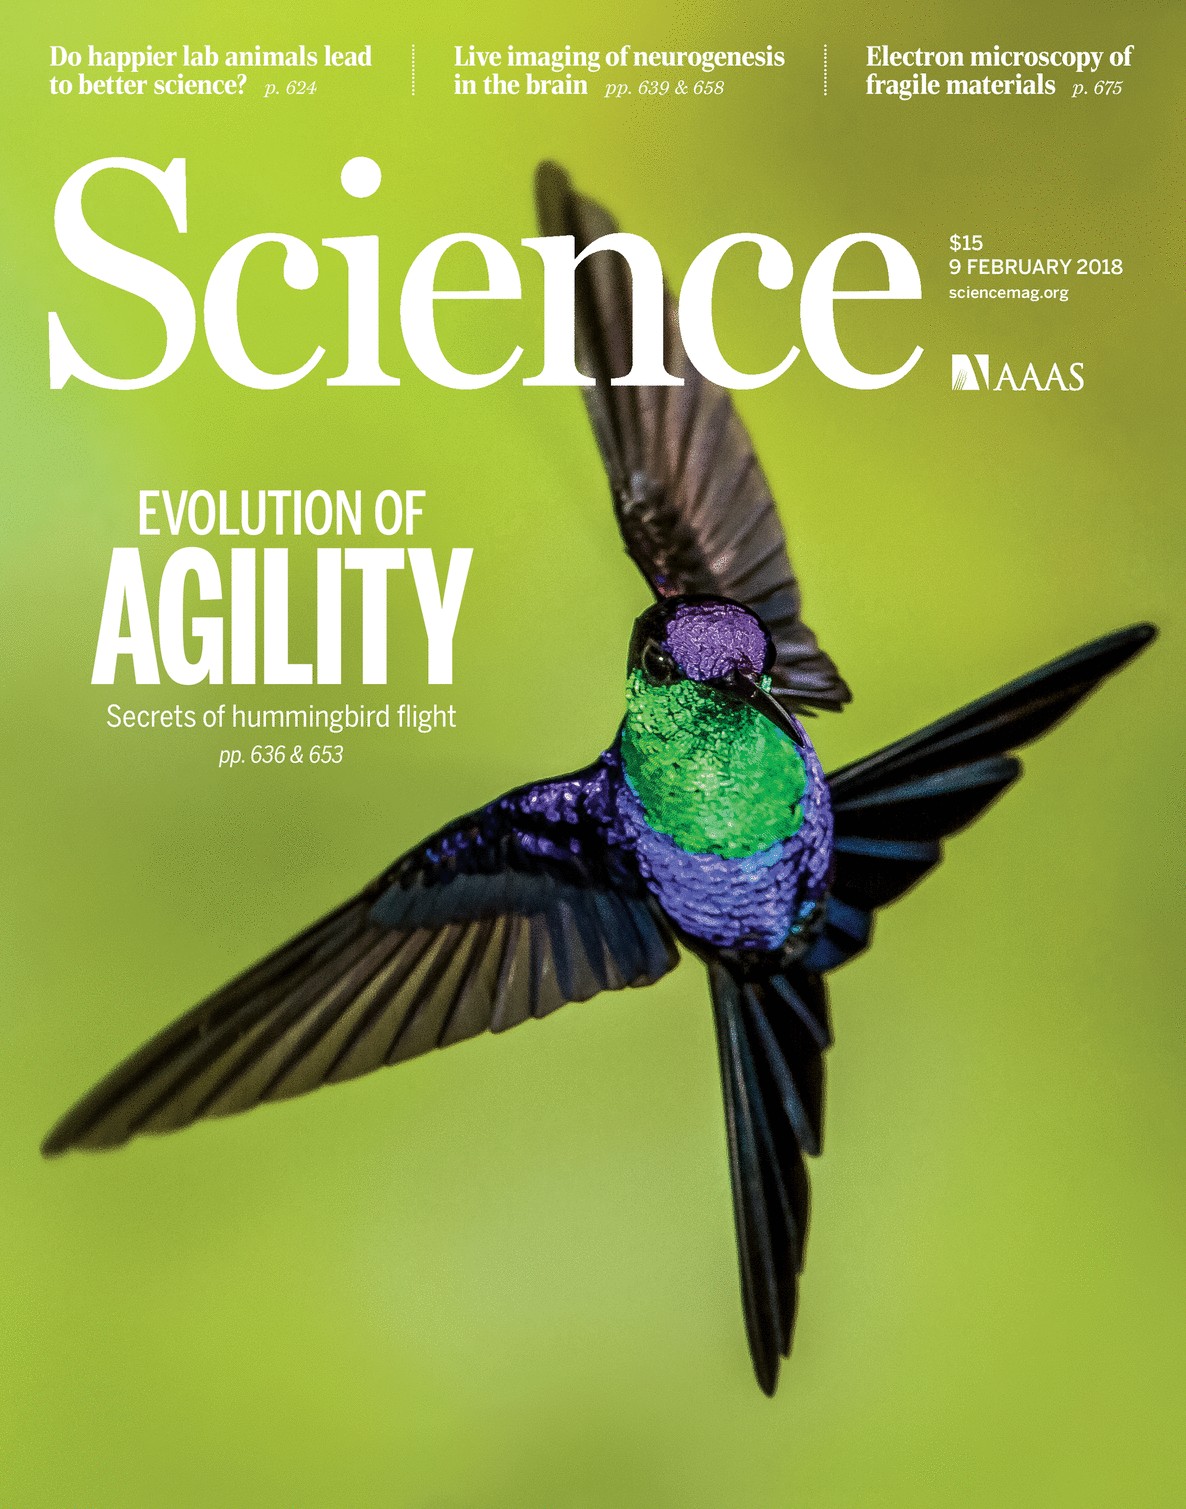 Do happier lab animals lead
to better science? p. 624
Live imaging of neurogenesis
in the brain pp. 639 & 658
Electron microscopy of
fragile materials p. 675
Science
$15
9 FEBRUARY 2018
sciencemag.org
AAAS
EVOLUTION OF
AGILITY
Secrets of hummingbird flight
pp. 636 & 653